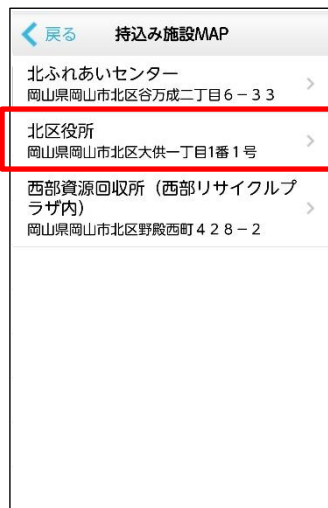 戻る 持込み施設MAP
北ふれあいセンター
岡山県岡山市北区谷万成二丁目６－３３
北区役所
岡山県岡山市北区大供一丁目1番１号
西部資源回収所（西部リサイクルプ
ラザ内）
岡山県岡山市北区野殿西町４２８－２